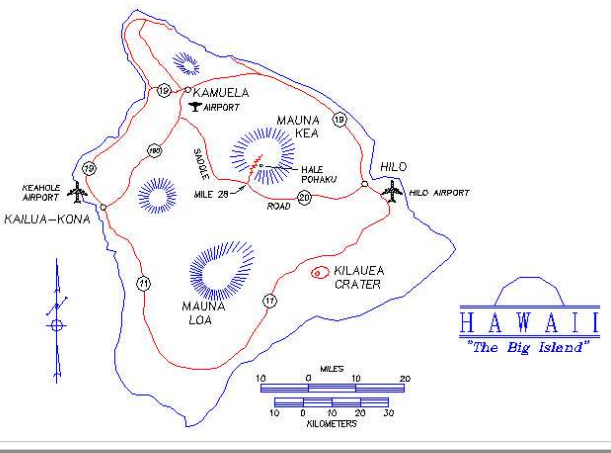 19
KAMUELA
AIRPORT
MAUNA
KEA
19
190
SADDLE
HILO
19
HALE
POHAKU
KEAHOLE
AIRPORT
MILE 28
ROAD
20
HILO AIRPORT
KAILUA-KONA
KILAUEA
CRATER
11
11
MAUNA
LOA
HAWAII
"The Big Island"
MILES
10 0 10 20
10 0 10 20 30
KILOMETERS